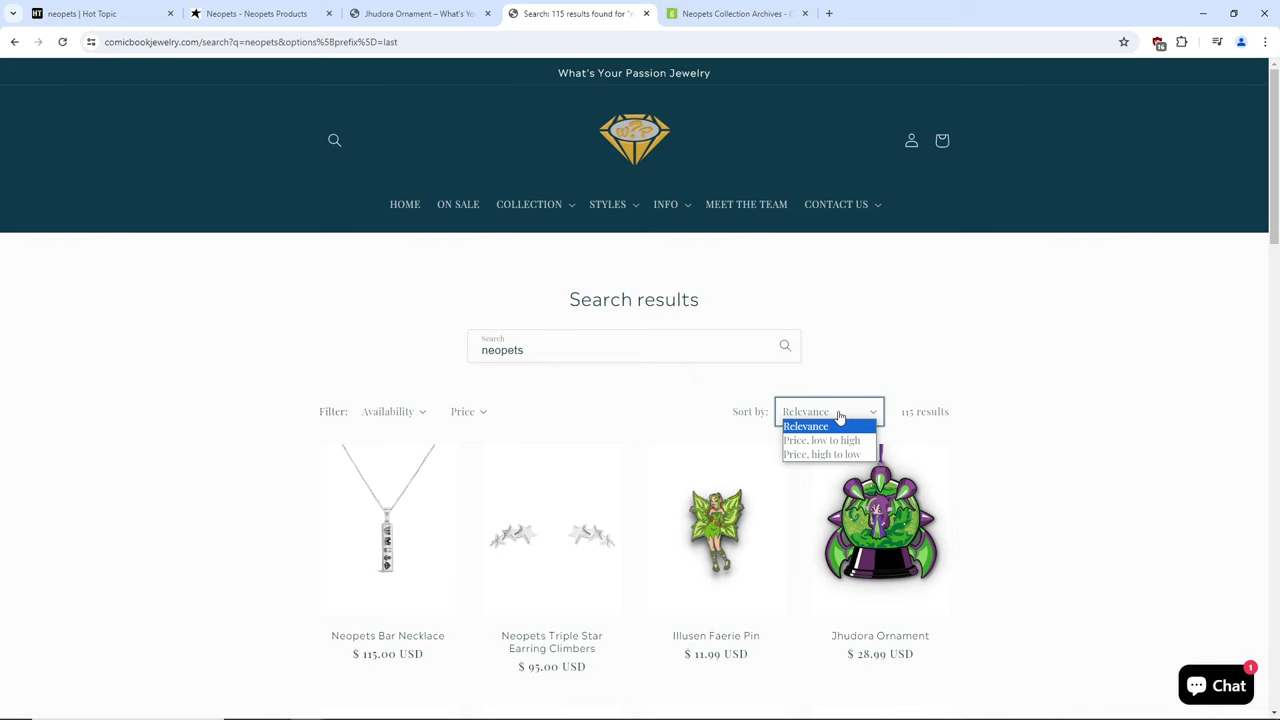 neopets | Hot Topic
Neopets - Neopets Products
Jhudora Ornament – What's Yo
Search: 115 results found for "n
Neopets Collection Archives - G
comicbookjewelry.com/search?q=neopets&options%5Bprefix%5D=last
16
What's Your Passion Jewelry
W?P
HOME ON SALE COLLECTION STYLES INFO MEET THE TEAM CONTACT US
Search results
Search
neopets
Filter: Availability Price Sort by: Relevance 115 results
Relevance
Price, low to high
Price, high to low
Neopets Bar Necklace
$ 115.00 USD
Neopets Triple Star
Earring Climbers
$ 95.00 USD
Illusen Faerie Pin
$ 11.99 USD
Jhudora Ornament
$ 28.99 USD
Chat
1